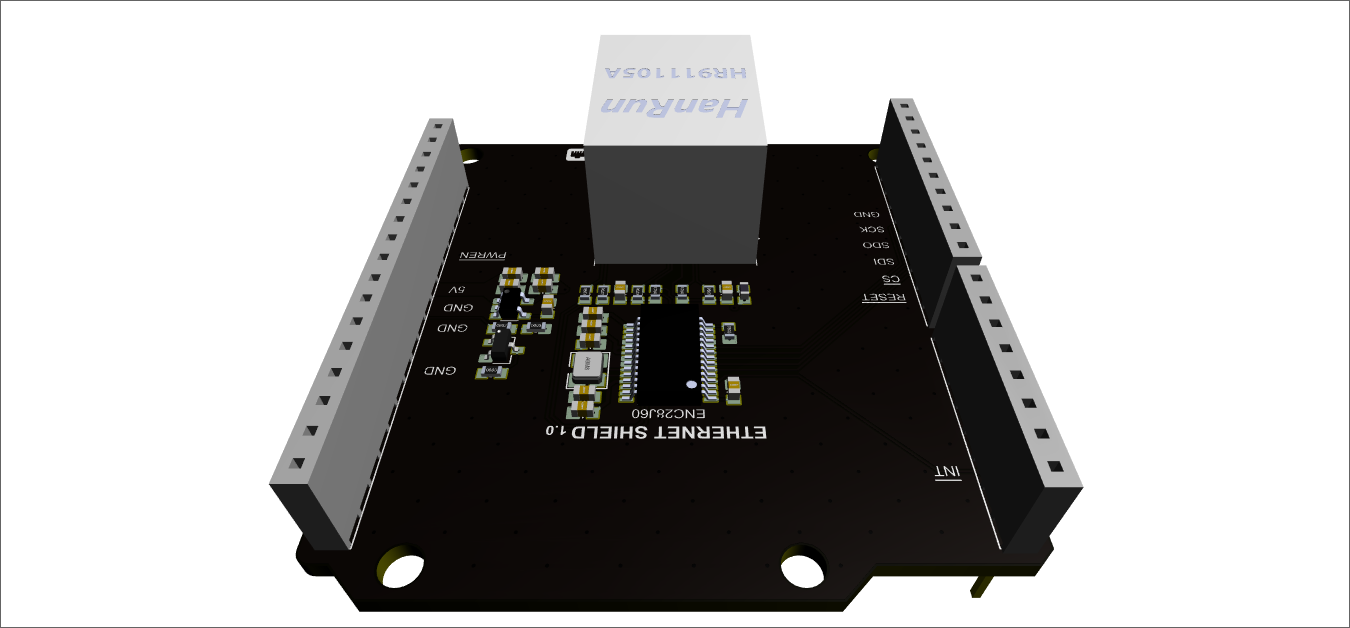 HR911105A
HanRun
PWREN
5V
GND
GND
GND
GND
SCK
SDO
SDI
CS
RESET
INT
ENC28J60
ETHERNET SHIELD 1.0